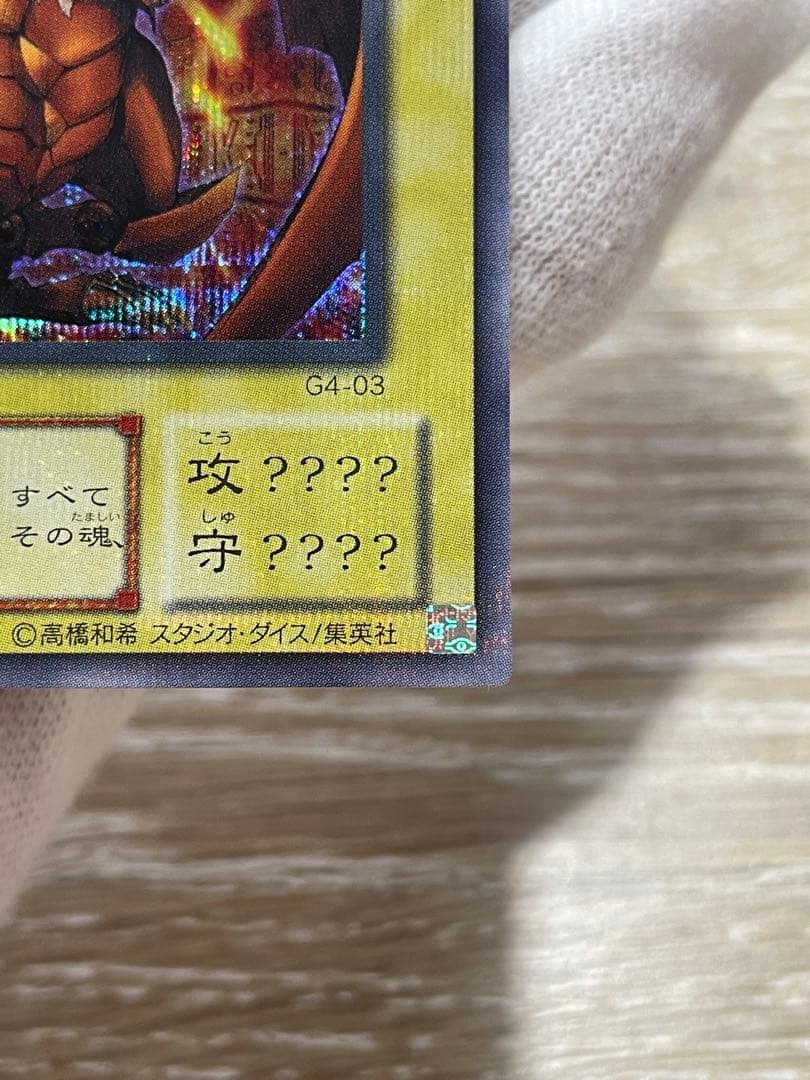 G4-03
すべて
その魂、
たましい
攻????
こう
守????
しゅ
©高橋和希 スタジオ・ダイス/集英社